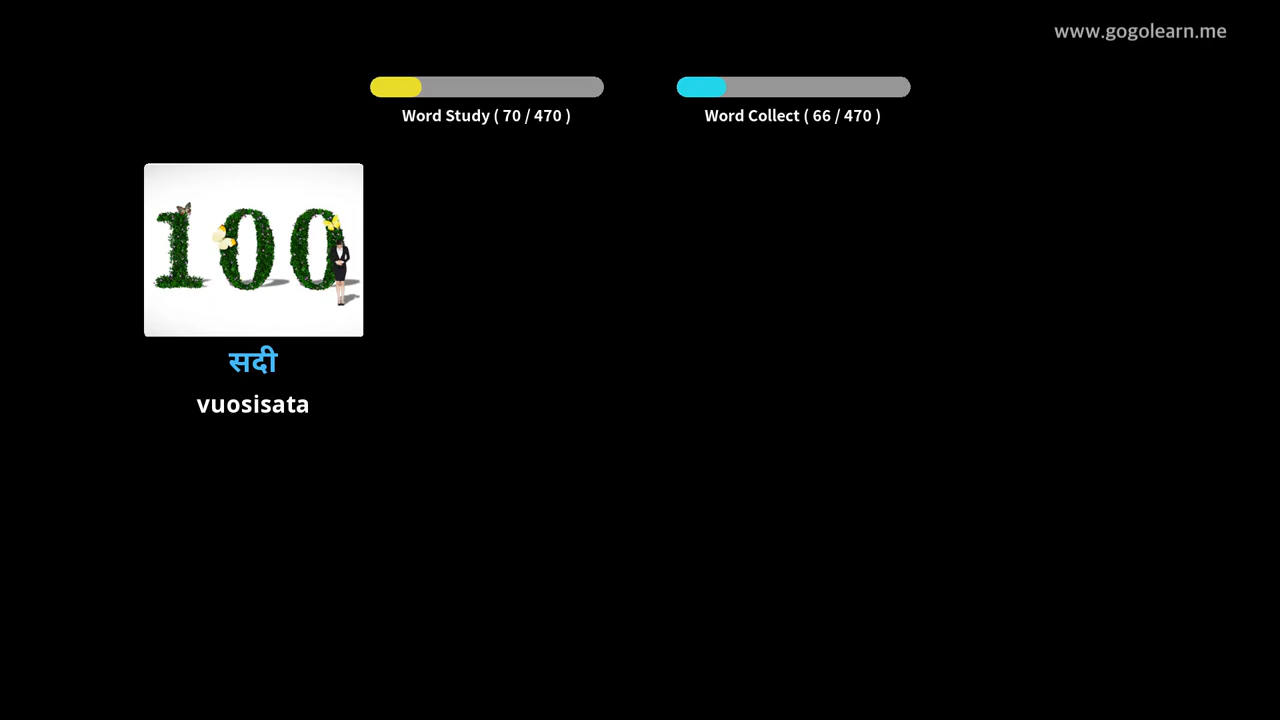 www.gogolearn.me
Word Study ( 70 / 470 )
Word Collect ( 66 / 470 )
100
सदी
vuosisata